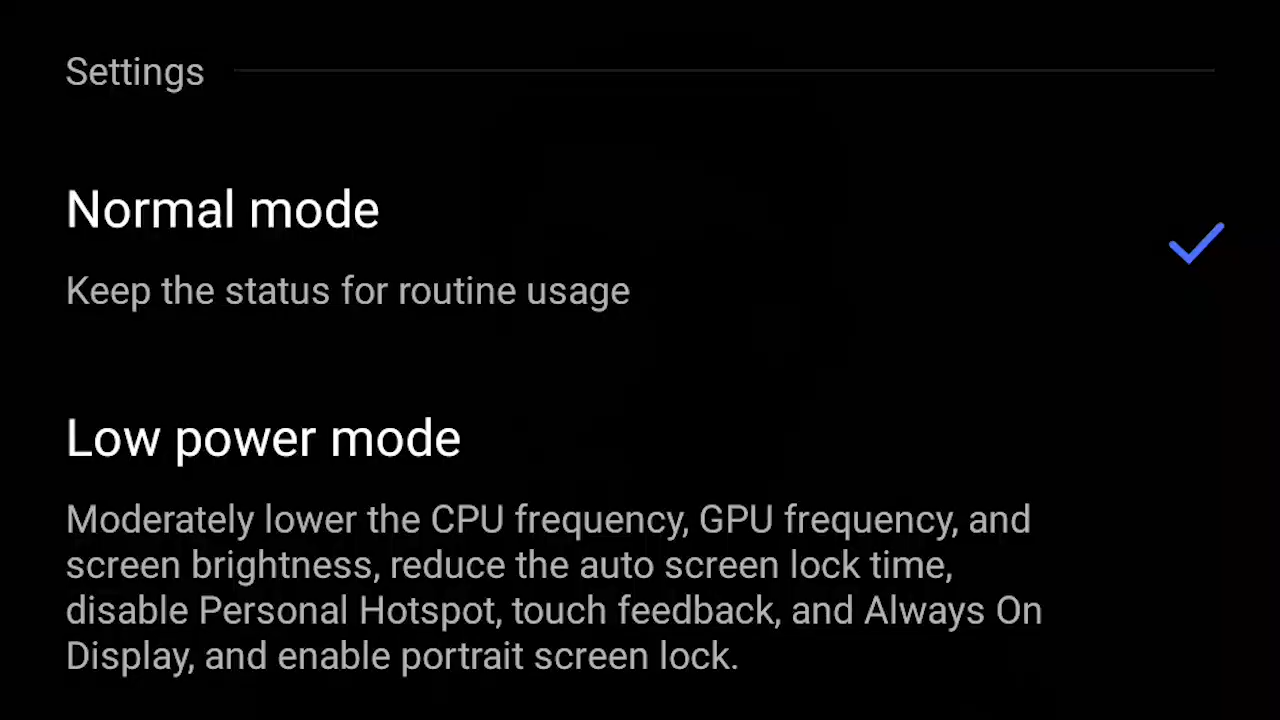 Settings
Normal mode
Keep the status for routine usage
Low power mode
Moderately lower the CPU frequency, GPU frequency, and
screen brightness, reduce the auto screen lock time,
disable Personal Hotspot, touch feedback, and Always On
Display, and enable portrait screen lock.